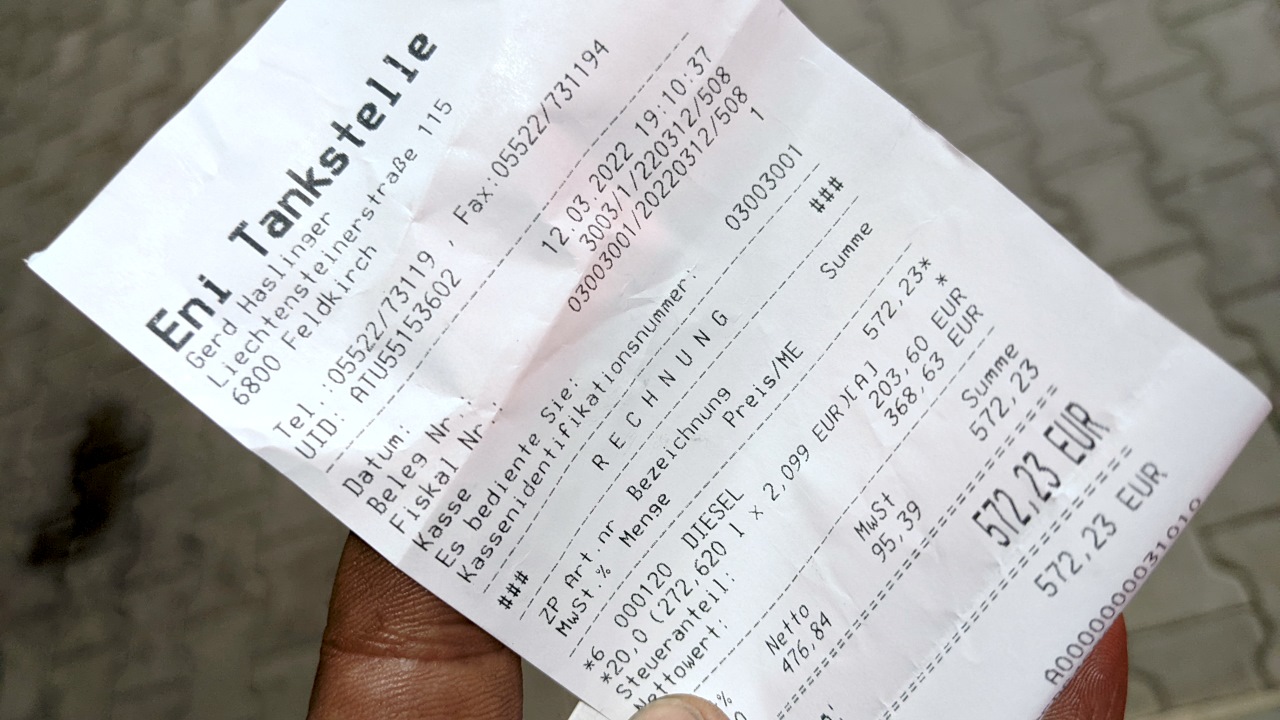 Eni Tankstelle
Gerd Haslinger
Liechtensteinerstraße 115
6800 Feldkirch
Tel.:05522/73119 , Fax:05522/731194
UID: ATU55153602
Datum: 12.03.2022 19:10:37
Beleg Nr.: 3003/1/220312/508
Fiskal Nr.: 03003001/20220312/508
Kasse 1
Es bediente Sie:
Kassenidentifikationsnummer: 03003001
### R E C H N U N G ###
ZP Art.nr Bezeichnung Summe
MwSt % Menge Preis/ME
*6 000120 DIESEL 572,23*
*20,0 (272,620 l x 2,099 EUR)[A] *
Steueranteil: 203,60 EUR
Nettowert: 368,63 EUR
% Netto MwSt Summe
476,84 95,39 572,23
572,23 EUR
572,23 EUR
A00000000031010